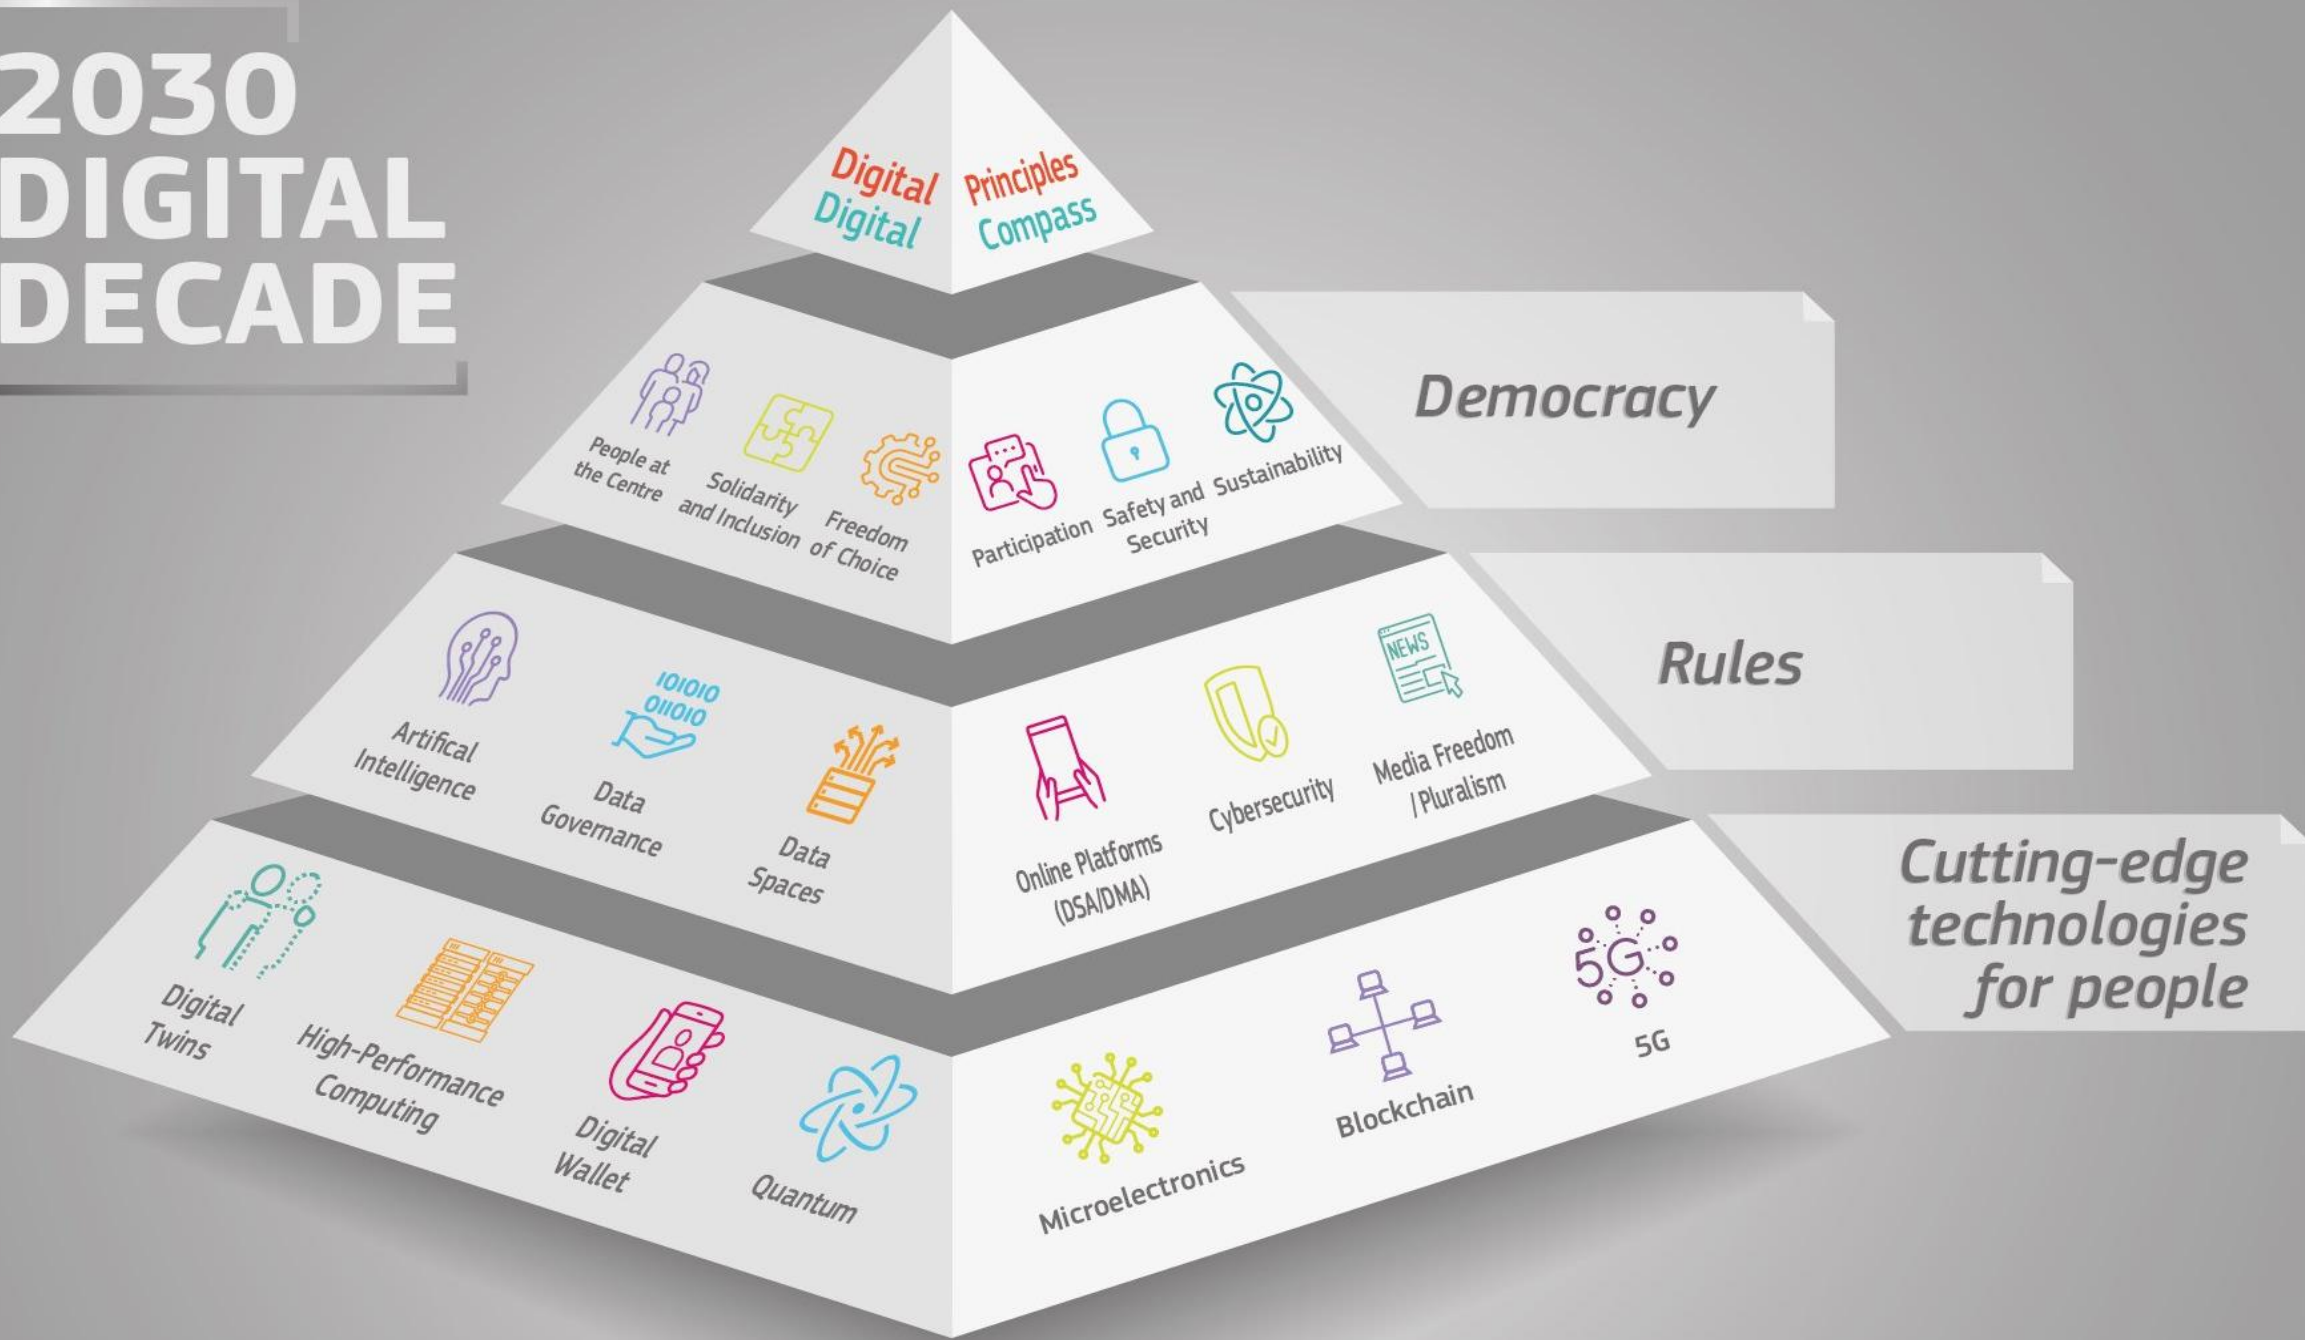 2030
DIGITAL
DECADE
Digital Principles
Digital Compass
People at
the Centre
Solidarity
and Inclusion
Freedom
of Choice
Participation
Safety and
Security
Sustainability
Democracy
Artifical
Intelligence
101010
011010
Data
Governance
Data
Spaces
Online Platforms
(DSA/DMA)
Cybersecurity
NEWS
Media Freedom
/ Pluralism
Rules
Digital
Twins
High-Performance
Computing
Digital
Wallet
Quantum
Microelectronics
Blockchain
5G
5G
Cutting-edge
technologies
for people